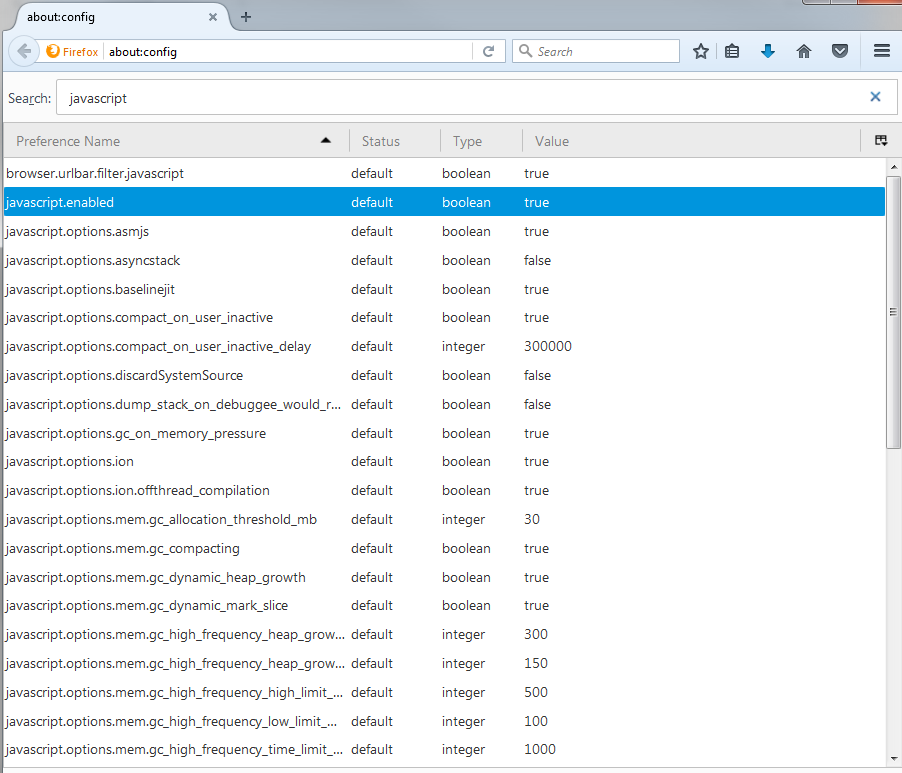 about:config
Firefox about:config Search
Search: javascript
Preference Name Status Type Value
browser.urlbar.filter.javascript default boolean true
javascript.enabled default boolean true
javascript.options.asmjs default boolean true
javascript.options.asyncstack default boolean false
javascript.options.baselinejit default boolean true
javascript.options.compact_on_user_inactive default boolean true
javascript.options.compact_on_user_inactive_delay default integer 300000
javascript.options.discardSystemSource default boolean false
javascript.options.dump_stack_on_debuggee_would_r... default boolean false
javascript.options.gc_on_memory_pressure default boolean true
javascript.options.ion default boolean true
javascript.options.ion.offthread_compilation default boolean true
javascript.options.mem.gc_allocation_threshold_mb default integer 30
javascript.options.mem.gc_compacting default boolean true
javascript.options.mem.gc_dynamic_heap_growth default boolean true
javascript.options.mem.gc_dynamic_mark_slice default boolean true
javascript.options.mem.gc_high_frequency_heap_grow... default integer 300
javascript.options.mem.gc_high_frequency_heap_grow... default integer 150
javascript.options.mem.gc_high_frequency_high_limit_... default integer 500
javascript.options.mem.gc_high_frequency_low_limit_... default integer 100
javascript.options.mem.gc_high_frequency_time_limit_... default integer 1000